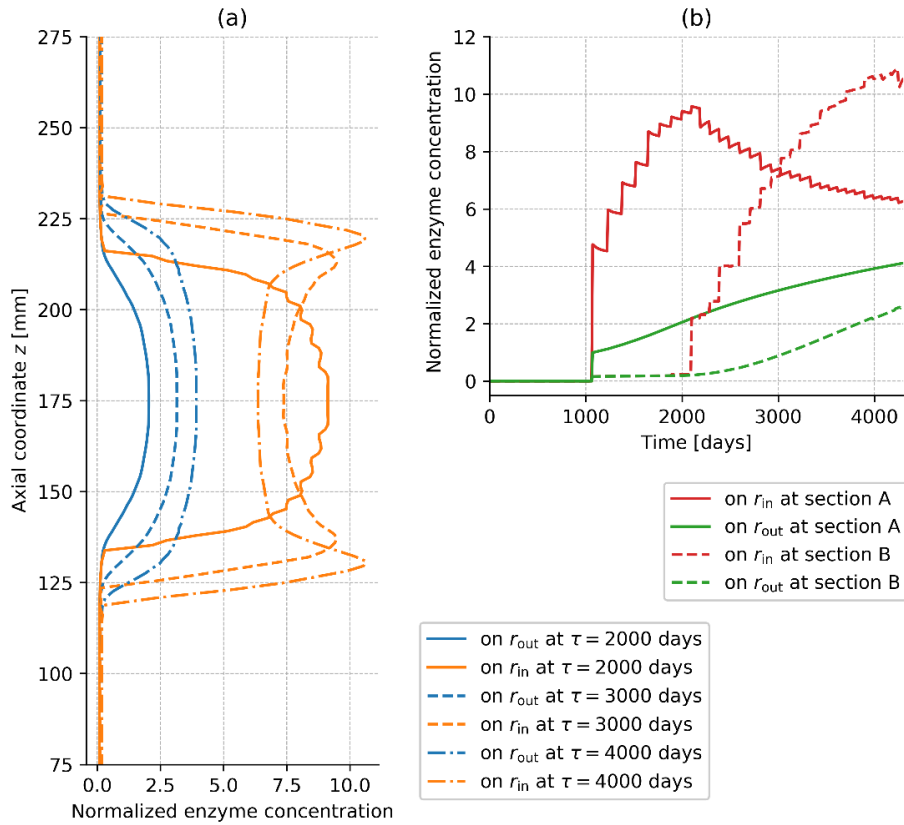 (a)
275
250
225
200
175
150
125
100
75
Axial coordinate z [mm]
0.0 2.5 5.0 7.5 10.0
Normalized enzyme concentration
(b)
12
10
8
6
4
2
0
Normalized enzyme concentration
0 1000 2000 3000 4000
Time [days]
on r_in at section A
on r_out at section A
on r_in at section B
on r_out at section B
on r_out at τ = 2000 days
on r_in at τ = 2000 days
on r_out at τ = 3000 days
on r_in at τ = 3000 days
on r_out at τ = 4000 days
on r_in at τ = 4000 days